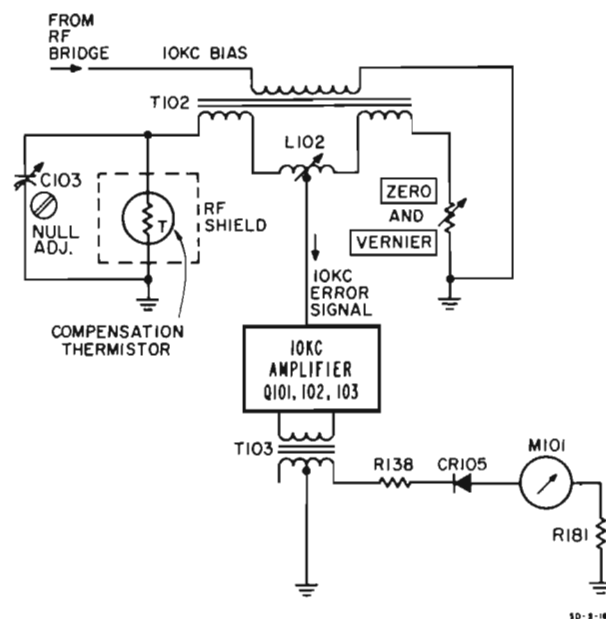 FROM
RF
BRIDGE
10KC BIAS
T102
L102
C103
NULL
ADJ.
T
RF
SHIELD
ZERO
AND
VERNIER
COMPENSATION
THERMISTOR
10KC
ERROR
SIGNAL
10KC
AMPLIFIER
Q101, 102, 103
T103
R138
CR105
M101
R181